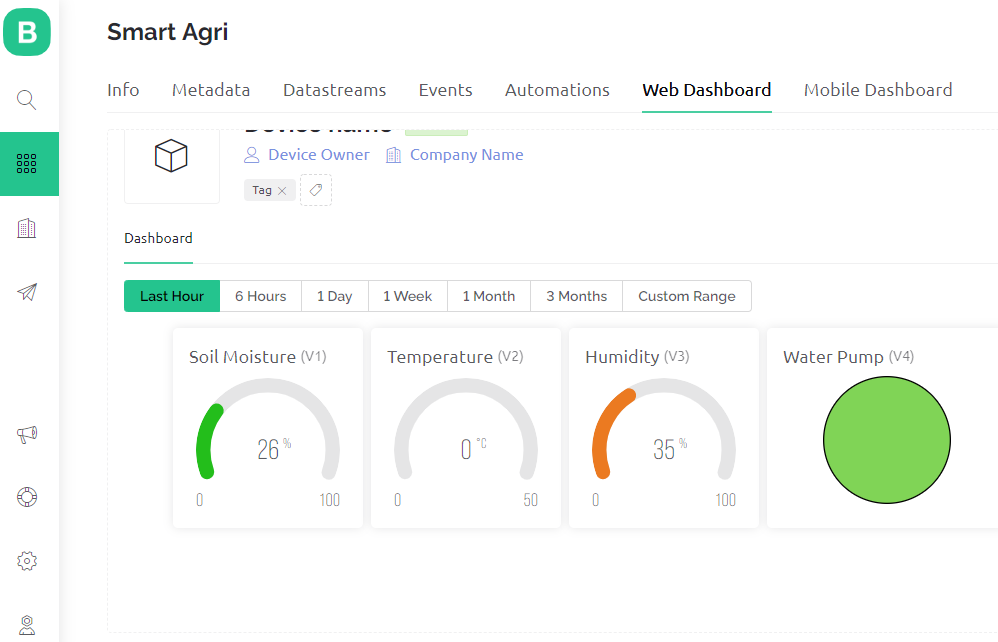 B
Smart Agri
Info Metadata Datastreams Events Automations Web Dashboard Mobile Dashboard
Device name
Device Owner Company Name
Tag
Dashboard
Last Hour 6 Hours 1 Day 1 Week 1 Month 3 Months Custom Range
Soil Moisture (V1) Temperature (V2) Humidity (V3) Water Pump (V4)
26 % 0 °C 35 %
0 100 0 50 0 100